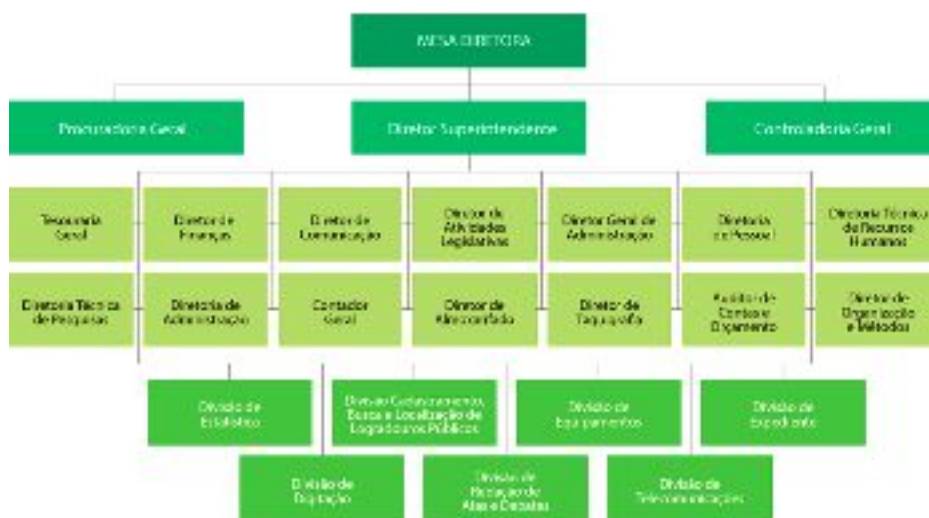 MESA DIRETORA
Procuradoria Geral
Diretor Superintendente
Controladoria Geral
Tesouraria
Geral
Diretor de
Finanças
Diretor de
Comunicação
Diretor de
Atividades
Legislativas
Diretor Geral de
Administração
Diretoria
de Pessoal
Diretoria Técnica
de Recursos
Humanos
Diretoria Técnica
de Pesquisas
Diretoria de
Administração
Contador
Geral
Diretor de
Almoxarifado
Diretor de
Taquigrafia
Auditor de
Contas e
Orçamento
Diretor de
Organização
e Métodos
Divisão de
Estatística
Divisão Cadastramento,
Busca e Localização de
Logradouros Públicos
Divisão de
Equipamentos
Divisão de
Expediente
Divisão de
Digitação
Divisão de
Redação de
Atas e Debates
Divisão de
Telecomunicações